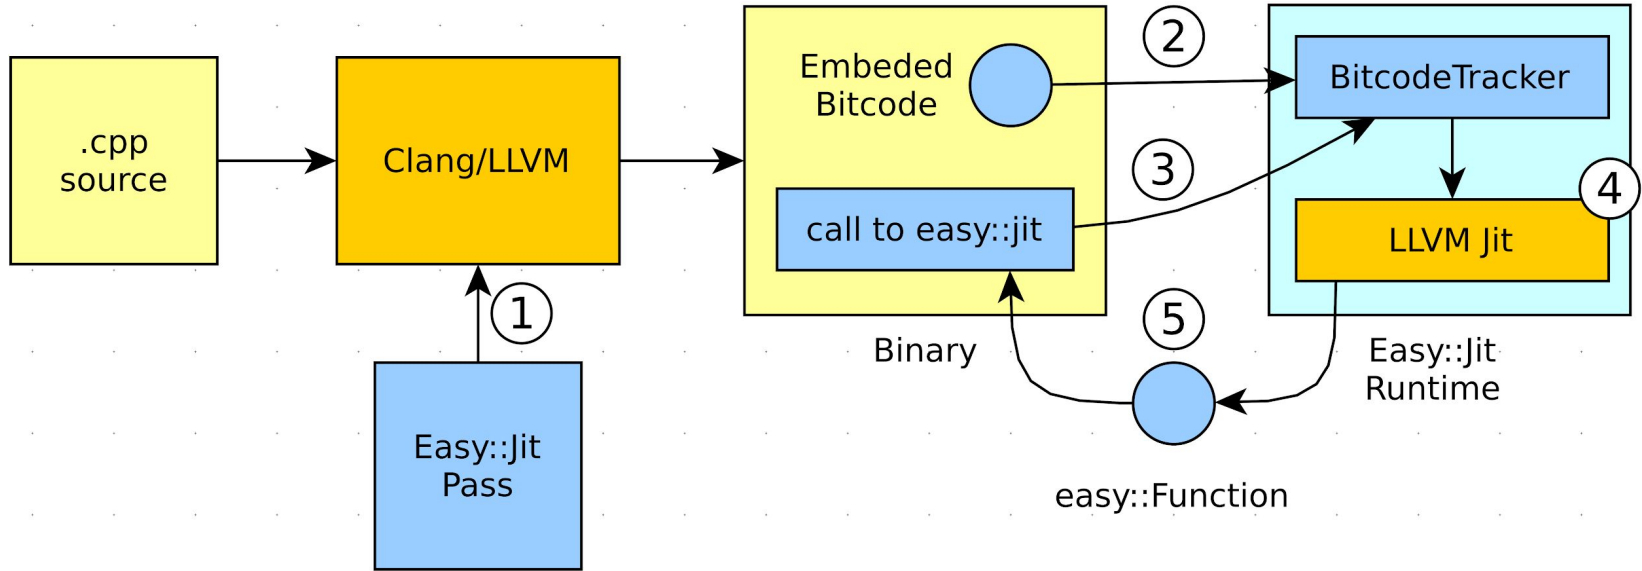 .cpp
source
Clang/LLVM
1
Easy::Jit
Pass
Embeded
Bitcode
call to easy::jit
Binary
2
3
BitcodeTracker
4
LLVM Jit
Easy::Jit
Runtime
5
easy::Function